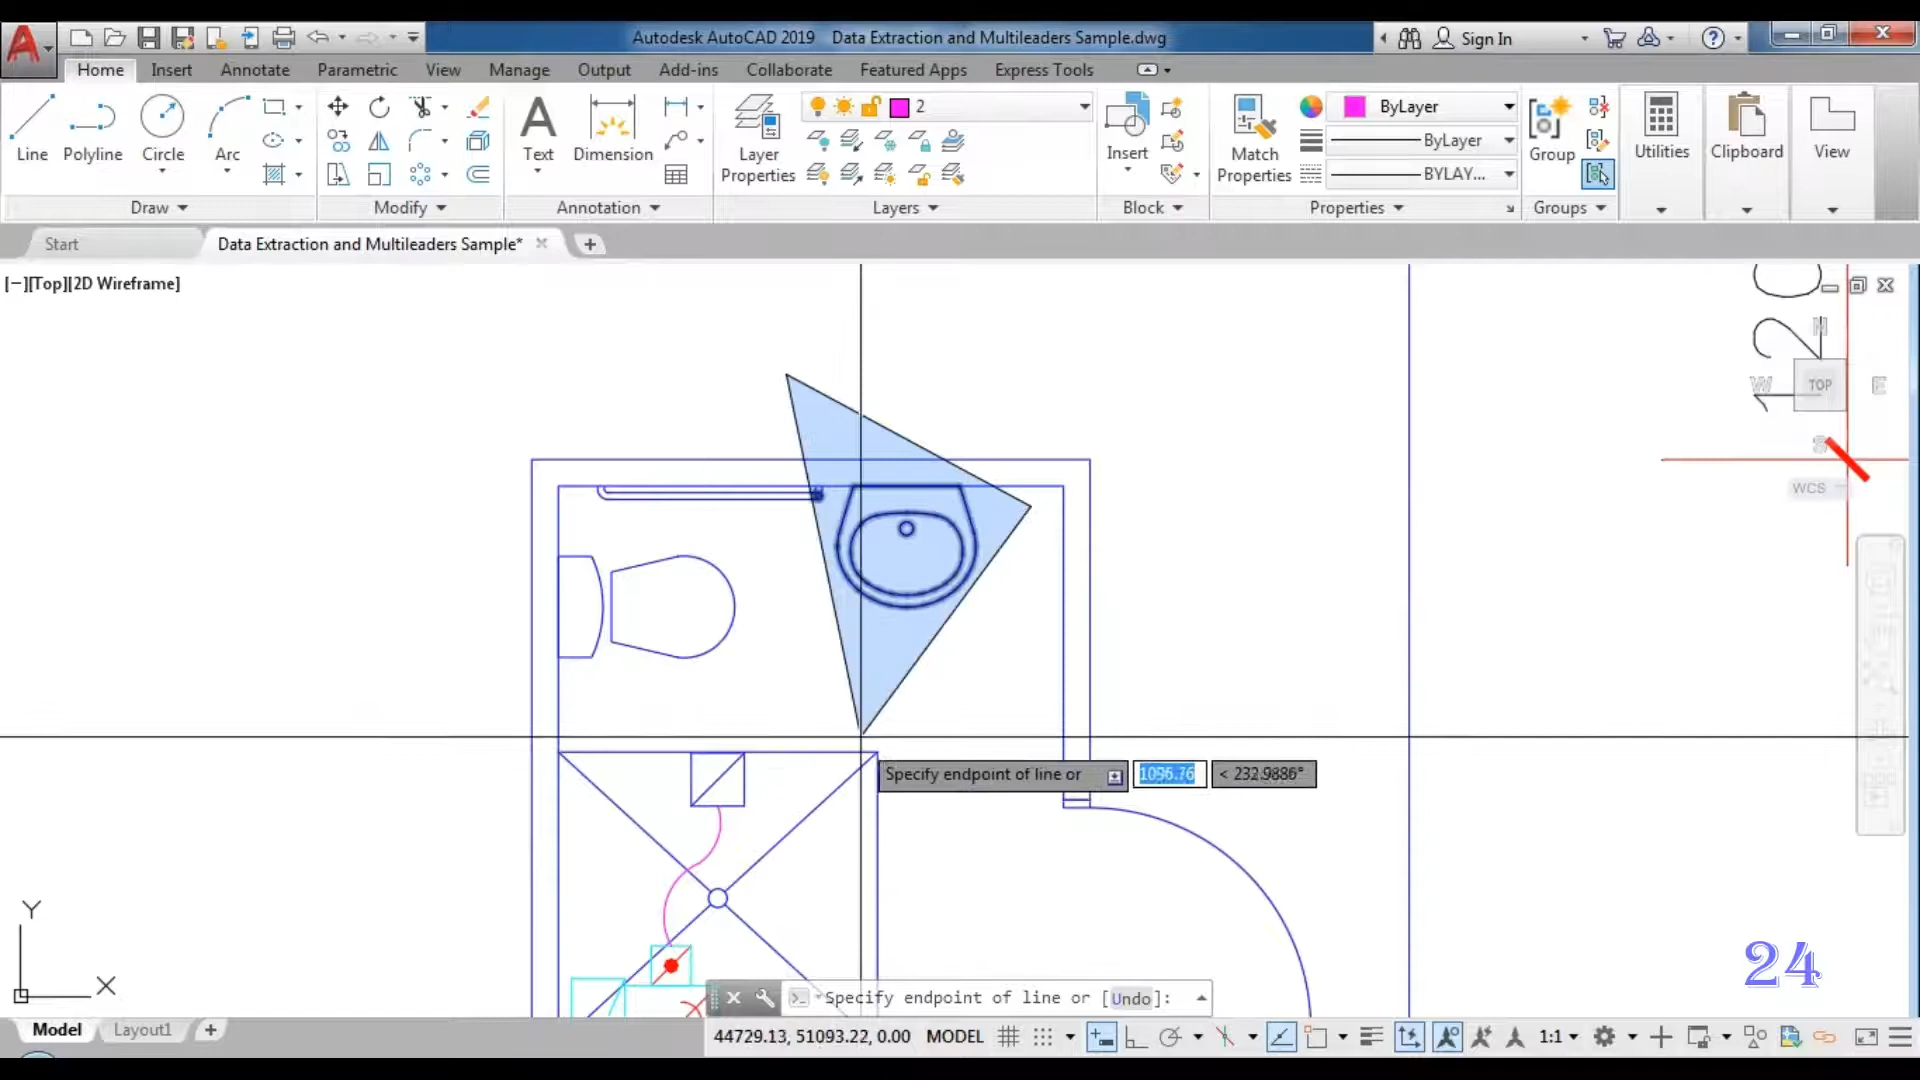 Autodesk AutoCAD 2019 Data Extraction and Multileaders Sample.dwg
Sign In
Home Insert Annotate Parametric View Manage Output Add-ins Collaborate Featured Apps Express Tools
2
ByLayer
ByLayer
BYLAY...
Line Polyline Circle Arc
Text Dimension
Layer Properties
Insert
Match Properties
Group
Utilities
Clipboard
View
Draw Modify Annotation Layers Block Properties Groups
Start
Data Extraction and Multileaders Sample*
[−][Top][2D Wireframe]
N
W TOP E
S
WCS
120
Specify endpoint of line or 1096.76 < 232.9886°
Y
X
24
Specify endpoint of line or [Undo]:
Model Layout1
44729.13, 51093.22, 0.00 MODEL 1:1